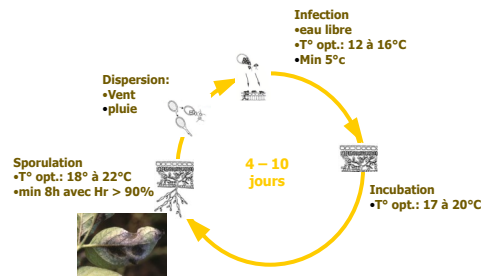 Infection
•eau libre
•T° opt.: 12 à 16°C
•Min 5°c
Dispersion:
•Vent
•pluie
Sporulation
•T° opt.: 18° à 22°C
•min 8h avec Hr > 90%
4 – 10
jours
Incubation
•T° opt.: 17 à 20°C